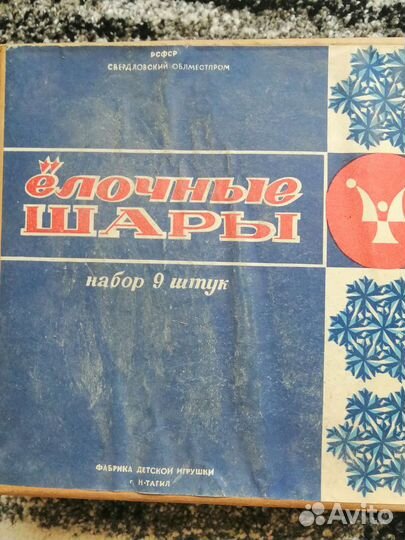 РСФСР
СВЕРДЛОВСКИЙ ОБЛМЕСТПРОМ
ёлочные
ШАРЫ
набор 9 штук
ФАБРИКА ДЕТСКОЙ ИГРУШКИ
г. Н-ТАГИЛ
Avito